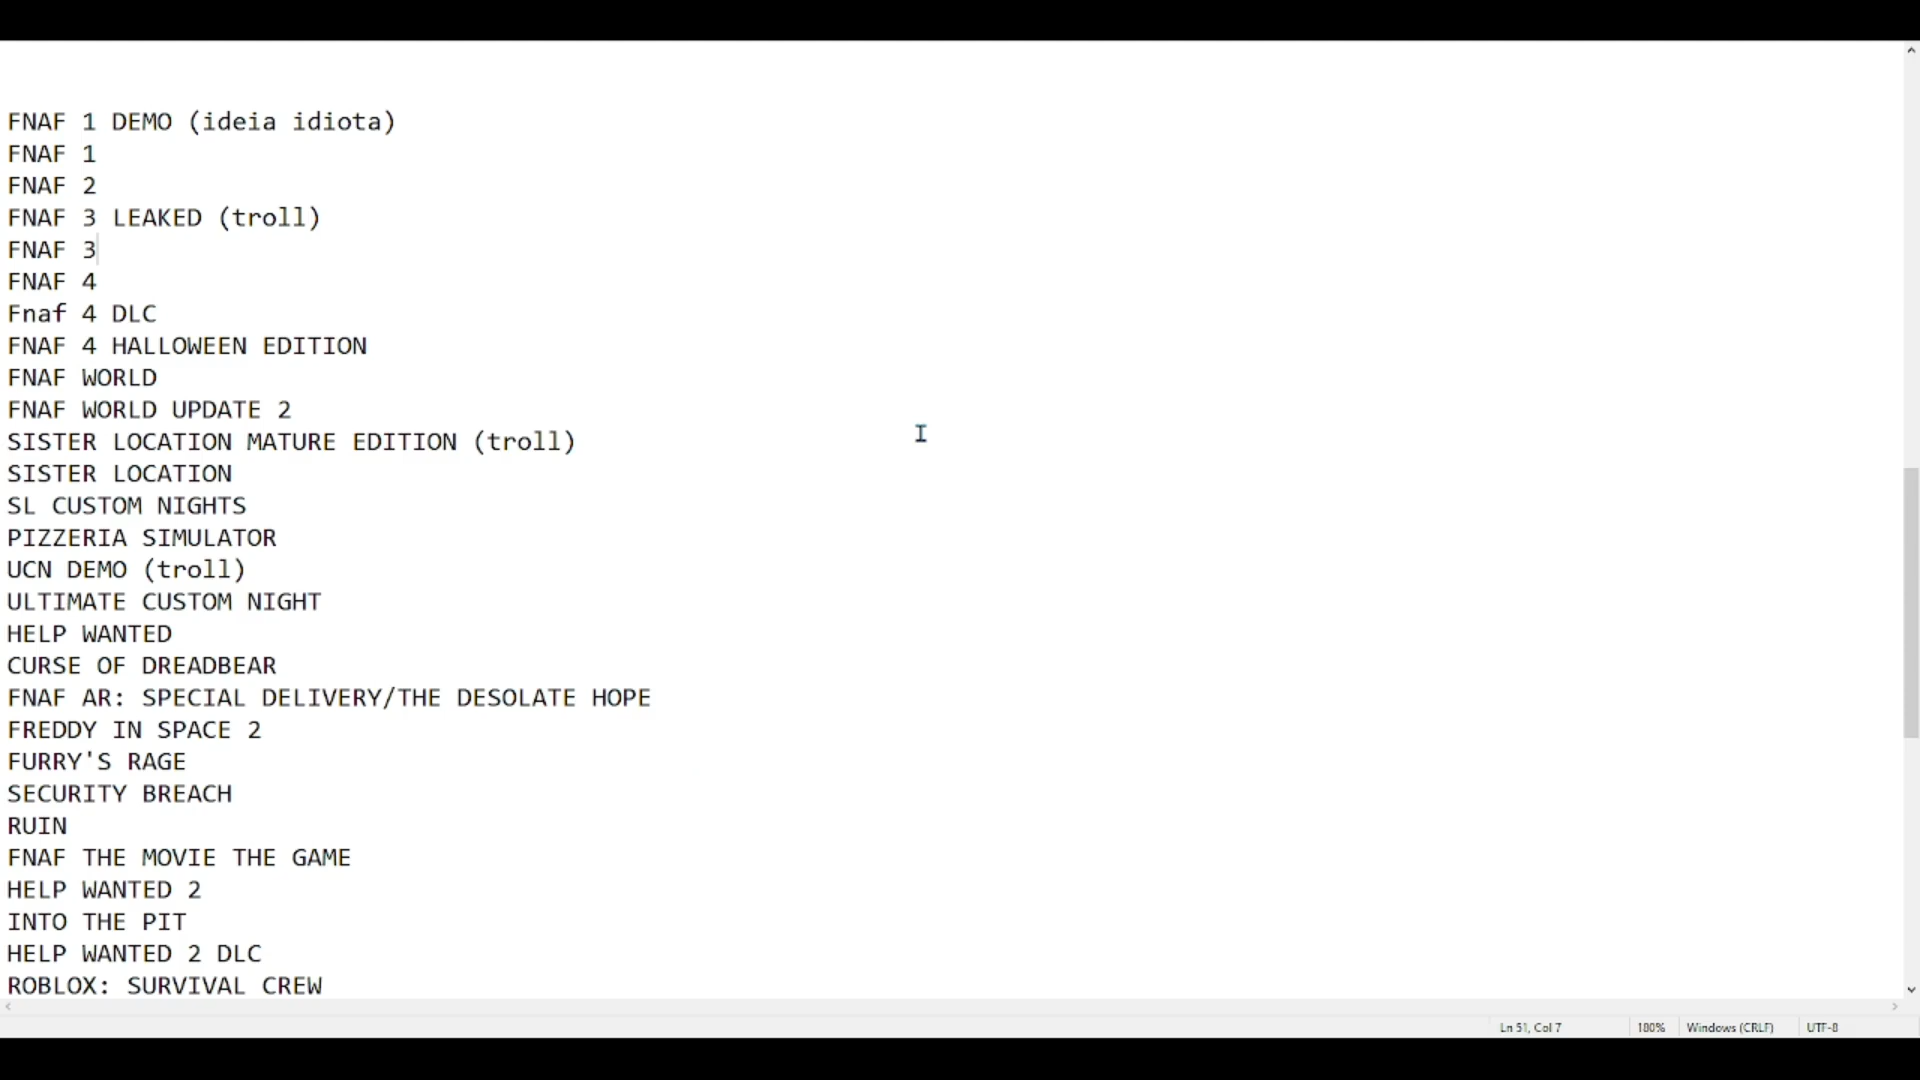 FNAF 1 DEMO (ideia idiota)
FNAF 1
FNAF 2
FNAF 3 LEAKED (troll)
FNAF 3
FNAF 4
Fnaf 4 DLC
FNAF 4 HALLOWEEN EDITION
FNAF WORLD
FNAF WORLD UPDATE 2
SISTER LOCATION MATURE EDITION (troll)
SISTER LOCATION
SL CUSTOM NIGHTS
PIZZERIA SIMULATOR
UCN DEMO (troll)
ULTIMATE CUSTOM NIGHT
HELP WANTED
CURSE OF DREADBEAR
FNAF AR: SPECIAL DELIVERY/THE DESOLATE HOPE
FREDDY IN SPACE 2
FURRY'S RAGE
SECURITY BREACH
RUIN
FNAF THE MOVIE THE GAME
HELP WANTED 2
INTO THE PIT
HELP WANTED 2 DLC
ROBLOX: SURVIVAL CREW
Ln 51, Col 7 180% Windows (CRLF) UTF-8